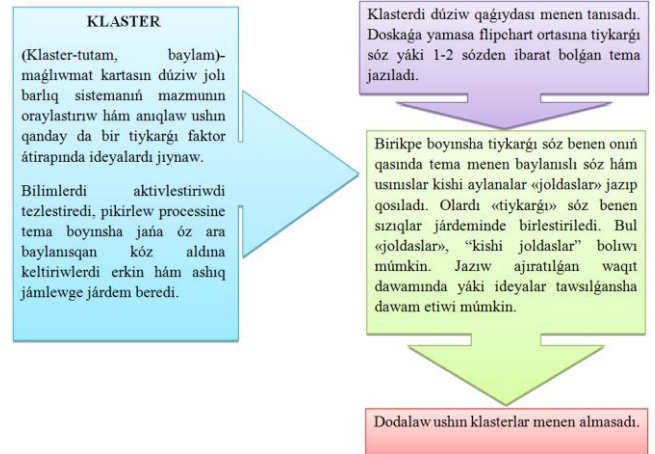 KLASTER
(Klaster-tutam, baylam)-
maǵlıwmat kartasın dúziw jolı
barlıq sistemanıń mazmunın
oraylastırıw hám anıqlaw ushın
qanday da bir tiykarǵı faktor
átirapında ideyalardı jıynaw.
Bilimlerdi aktivlestiriwdi
tezlestiredi, pikirlew processine
tema boyınsha jańa óz ara
baylanısqan kóz aldına
keltiriwlerdi erkin hám ashıq
jámlewge járdem beredi.
Klasterdi dúziw qaǵıydası menen tanısadı.
Doskaǵa yamasa flipchart ortasına tiykarǵı
sóz yáki 1-2 sózden ibarat bolǵan tema
jazıladı.
Birikpe boyınsha tiykarǵı sóz benen onıń
qasında tema menen baylanıslı sóz hám
usınıslar kishi aylanalar «joldaslar» jazıp
qosıladı. Olardı «tiykarǵı» sóz benen
sızıqlar járdeminde birlestiriledi. Bul
«joldaslar», “kishi joldaslar” bolıwı
múmkin. Jazıw ajıratılǵan waqıt
dawamında yáki ideyalar tawsılǵansha
dawam etiwi múmkin.
Dodalaw ushın klasterlar menen almasadı.